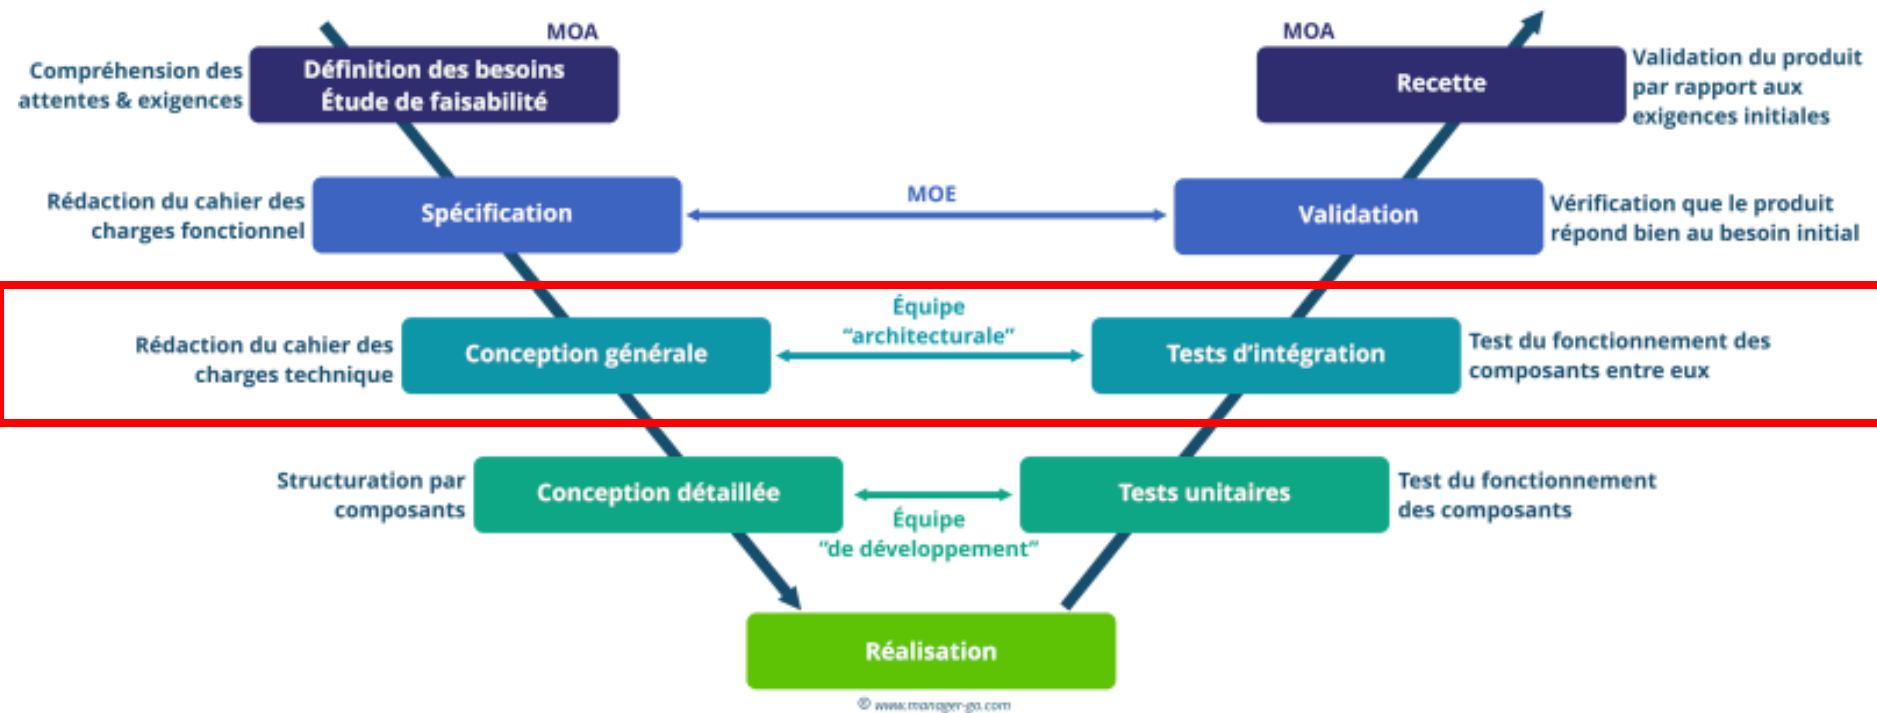 MOA
MOA
Compréhension des
attentes & exigences
Définition des besoins
Étude de faisabilité
Recette
Validation du produit
par rapport aux
exigences initiales
Rédaction du cahier des
charges fonctionnel
Spécification
MOE
Validation
Vérification que le produit
répond bien au besoin initial
Rédaction du cahier des
charges technique
Conception générale
Équipe
“architecturale”
Tests d’intégration
Test du fonctionnement des
composants entre eux
Structuration par
composants
Conception détaillée
Équipe
“de développement”
Tests unitaires
Test du fonctionnement
des composants
Réalisation
© www.manager-go.com